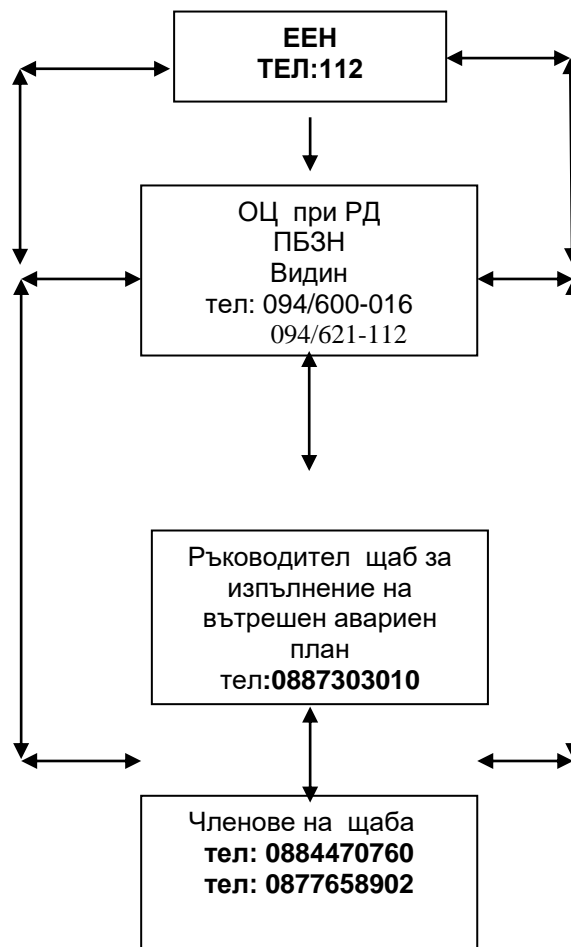 ЕЕН
ТЕЛ:112
ОЦ при РД
ПБЗН
Видин
тел: 094/600-016
094/621-112
Ръководител щаб за
изпълнение на
вътрешен авариен
план
тел:0887303010
Членове на щаба
тел: 0884470760
тел: 0877658902